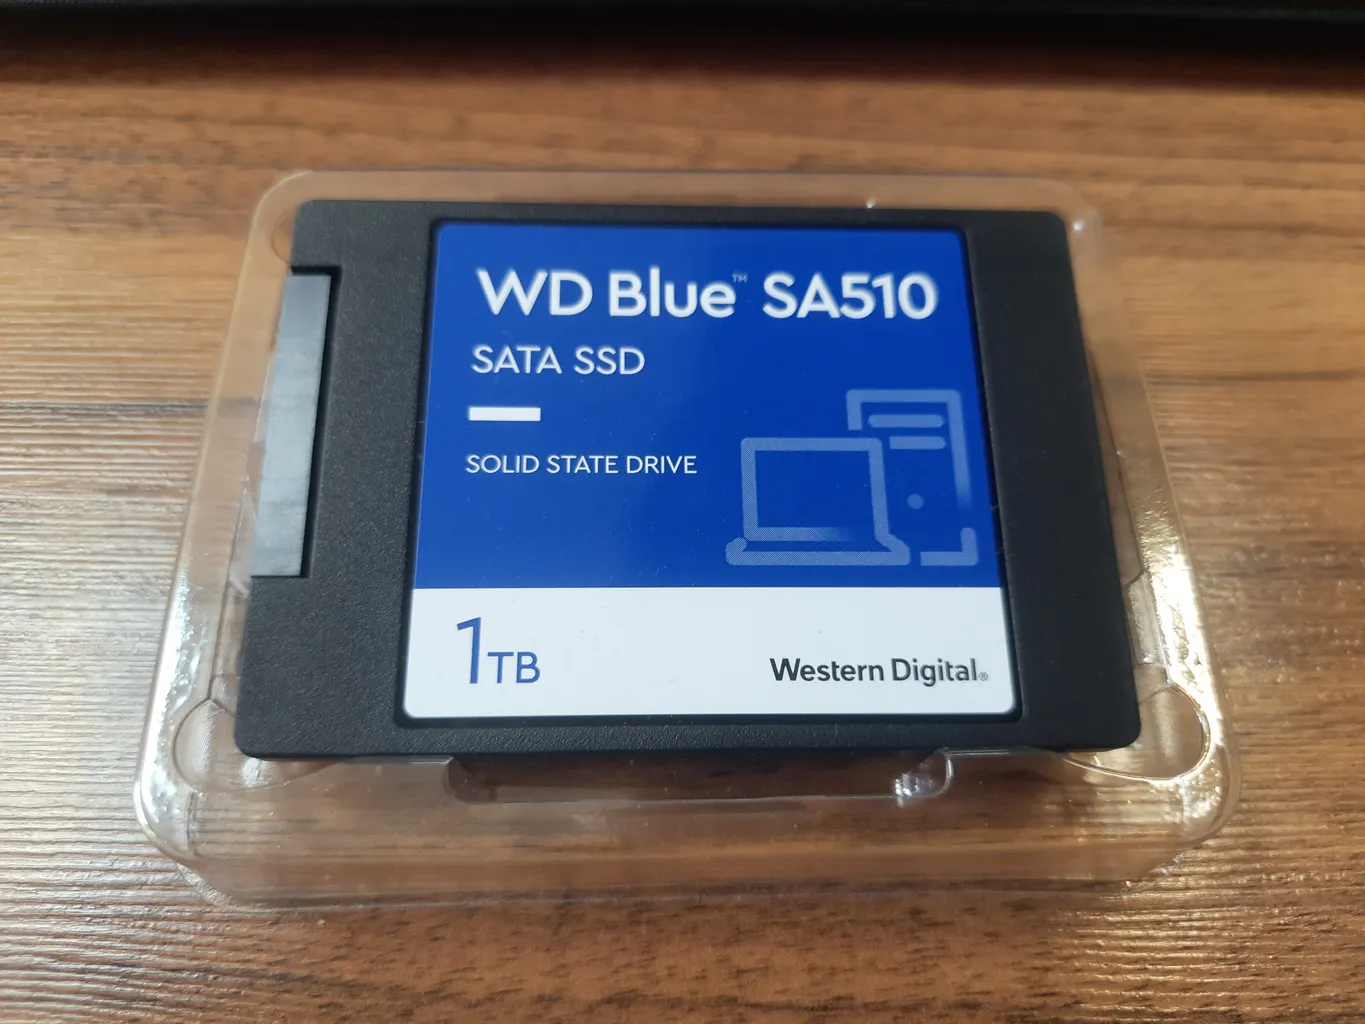 WD Blue™ SA510
SATA SSD
SOLID STATE DRIVE
1TB
Western Digital®